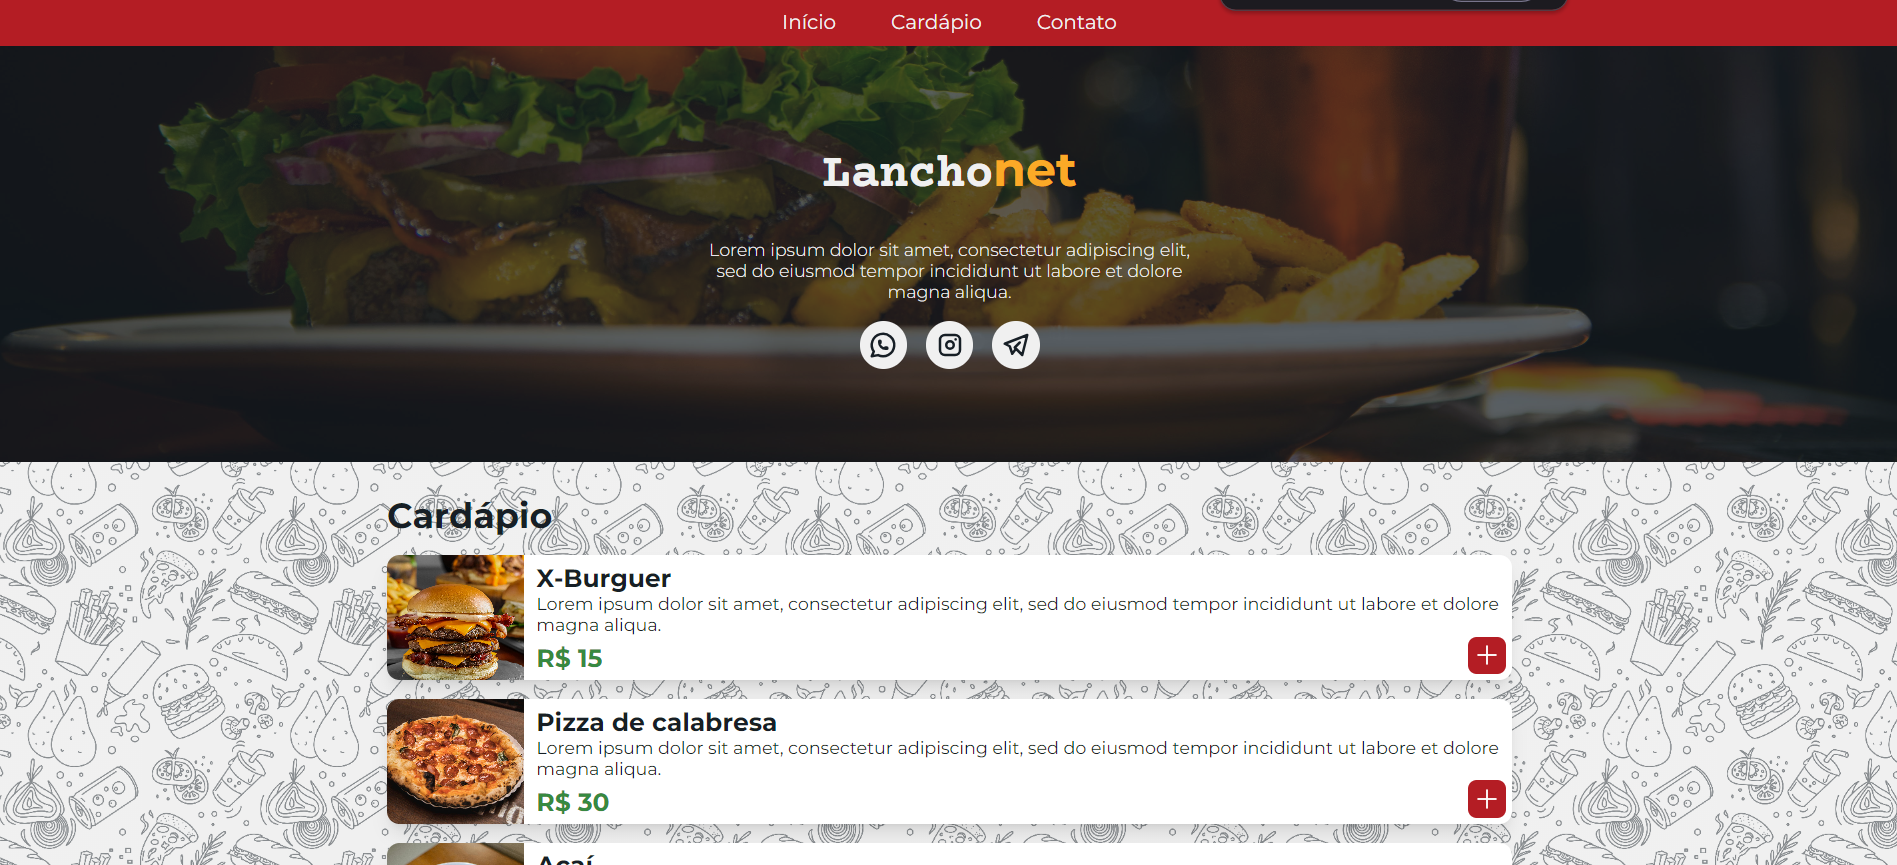 Início Cardápio Contato
Lanchonet
Lorem ipsum dolor sit amet, consectetur adipiscing elit,
sed do eiusmod tempor incididunt ut labore et dolore
magna aliqua.
Cardápio
X-Burguer
Lorem ipsum dolor sit amet, consectetur adipiscing elit, sed do eiusmod tempor incididunt ut labore et dolore
magna aliqua.
R$ 15
Pizza de calabresa
Lorem ipsum dolor sit amet, consectetur adipiscing elit, sed do eiusmod tempor incididunt ut labore et dolore
magna aliqua.
R$ 30
Açaí